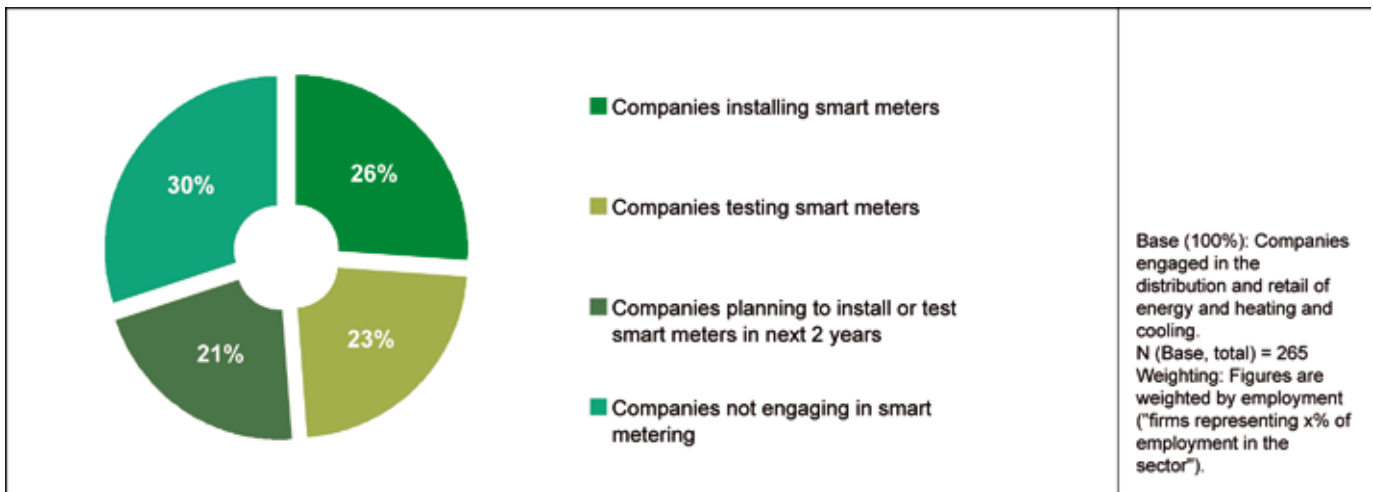 30%
26%
21%
23%
Companies installing smart meters
Companies testing smart meters
Companies planning to install or test
smart meters in next 2 years
Companies not engaging in smart
metering
Base (100%): Companies
engaged in the
distribution and retail of
energy and heating and
cooling.
N (Base, total) = 265
Weighting: Figures are
weighted by employment
("firms representing x% of
employment in the
sector").